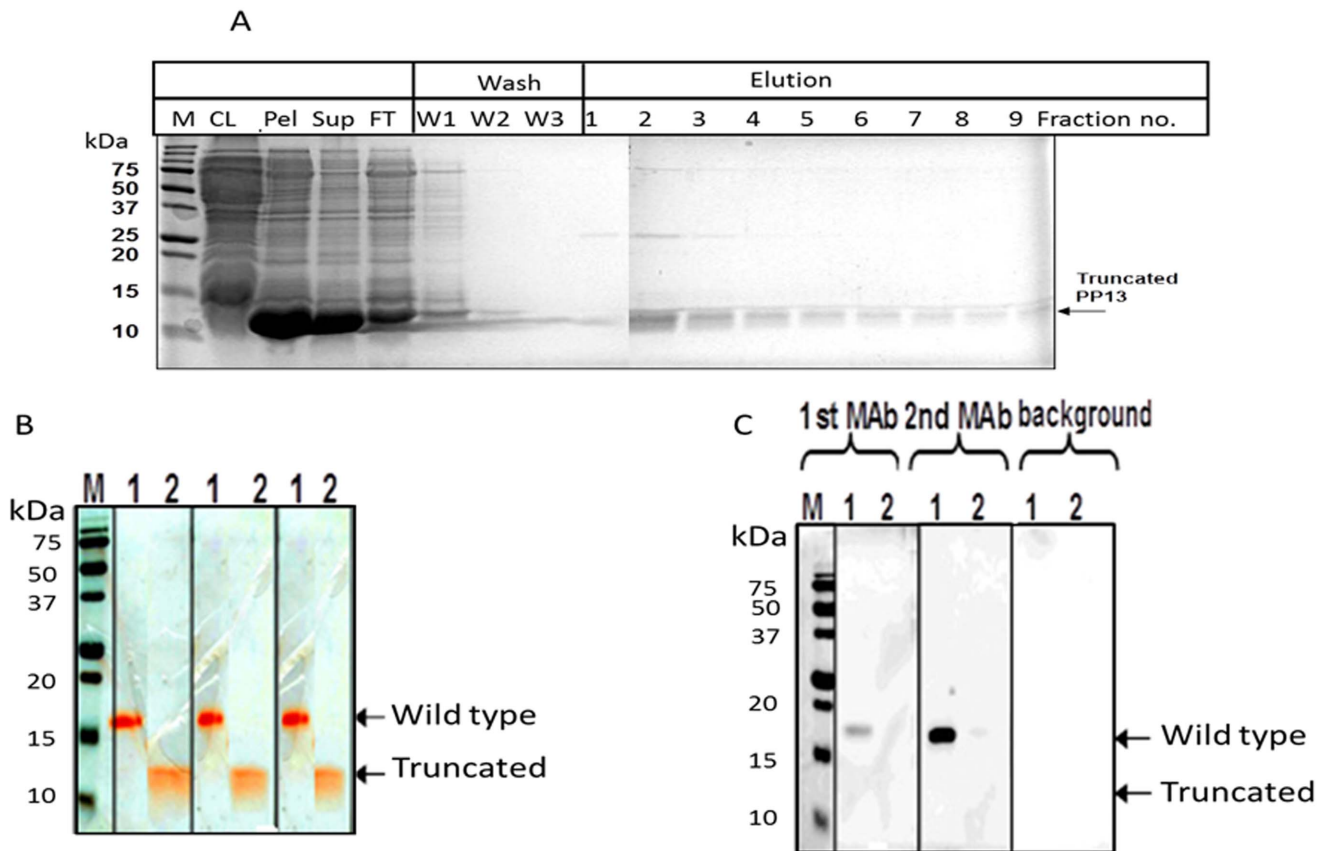 A
Wash Elution
M CL Pel Sup FT W1 W2 W3 1 2 3 4 5 6 7 8 9 Fraction no.
kDa
75
50
37
25
20
15
10
Truncated
PP13
B
kDa
M 1 2 1 2 1 2
75
50
37
20
15
10
Wild type
Truncated
C
1st MAb 2nd MAb background
M 1 2 1 2 1 2
kDa
75
50
37
20
15
10
Wild type
Truncated